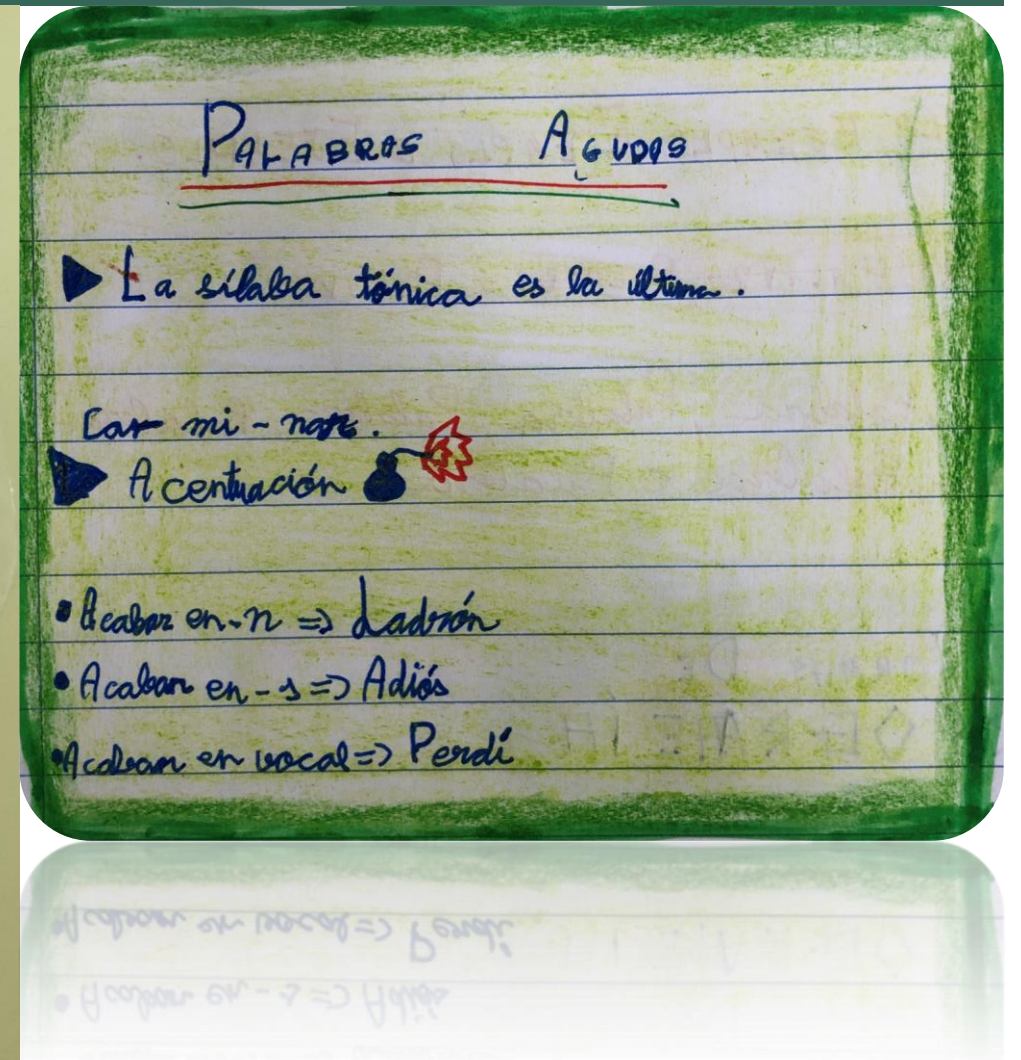 PALABRAS AGUDAS
La sílaba tónica es la última.
Car mi - nar.
Acentuación
• Acaban en -n => Ladrón
• Acaban en - s => Adiós
• Acaban en vocal => Perdí